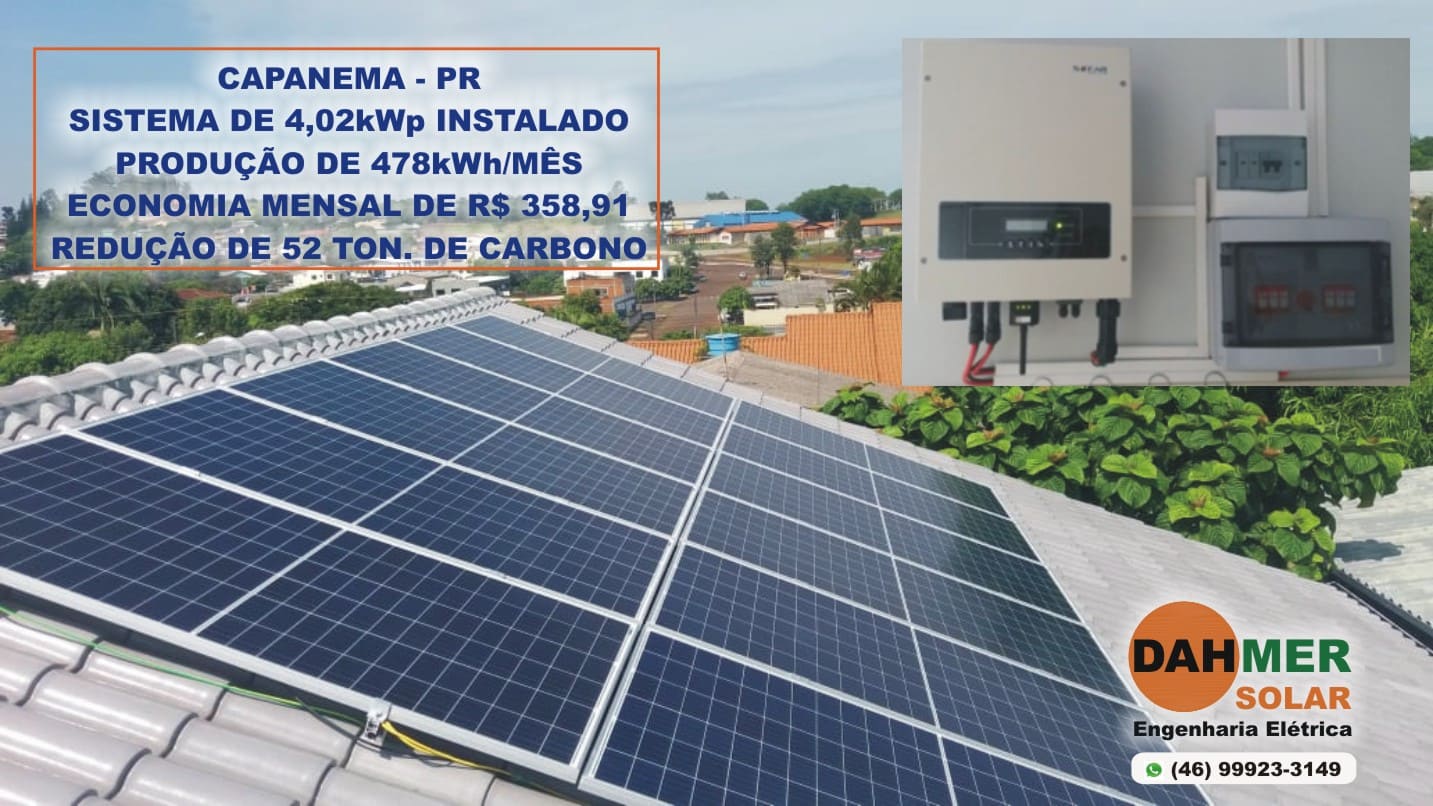 CAPANEMA - PR
SISTEMA DE 4,02kWp INSTALADO
PRODUÇÃO DE 478kWh/MÊS
ECONOMIA MENSAL DE R$ 358,91
REDUÇÃO DE 52 TON. DE CARBONO
DAHMER
SOLAR
Engenharia Elétrica
(46) 99923-3149